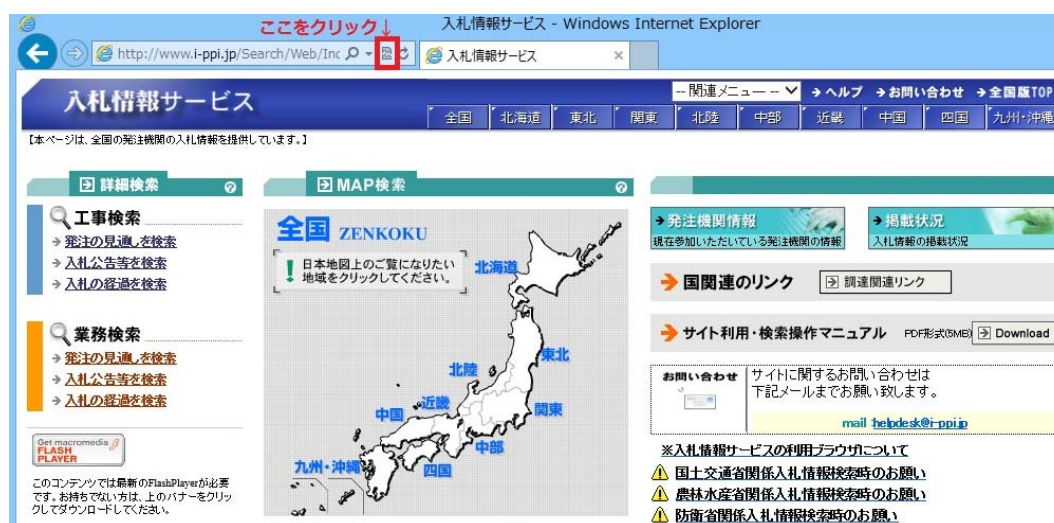 ここをクリック↓
入札情報サービス - Windows Internet Explorer
http://www.i-ppi.jp/Search/Web/Inc
入札情報サービス
入札情報サービス
-- 関連メニュー --
ヘルプ
お問い合わせ
全国版TOP
全国 北海道 東北 関東 北陸 中部 近畿 中国 四国 九州・沖縄
【本ページは、全国の発注機関の入札情報を提供しています。】
詳細検索
工事検索
発注の見通しを検索
入札公告等を検索
入札の経過を検索
業務検索
発注の見通しを検索
入札公告等を検索
入札の経過を検索
Get macromedia
FLASH
PLAYER
このコンテンツでは最新のFlashPlayerが必要
です。お持ちでない方は、上のバナーをクリッ
クしてダウンロードしてください。
MAP検索
全国 ZENKOKU
日本地図上のご覧になりたい
地域をクリックしてください。
北海道
東北
北陸
近畿
中国
関東
中部
九州・沖縄
四国
発注機関情報
現在参加いただいている発注機関の情報
掲載状況
入札情報の掲載状況
国関連のリンク
調達関連リンク
サイト利用・検索操作マニュアル PDF形式(5MB) Download
お問い合わせ
サイトに関するお問い合わせは
下記メールまでお願い致します。
mail :helpdesk@i-ppi.jp
※入札情報サービスの利用ブラウザについて
国土交通省関係入札情報検索時のお願い
農林水産省関係入札情報検索時のお願い
防衛省関係入札情報検索時のお願い